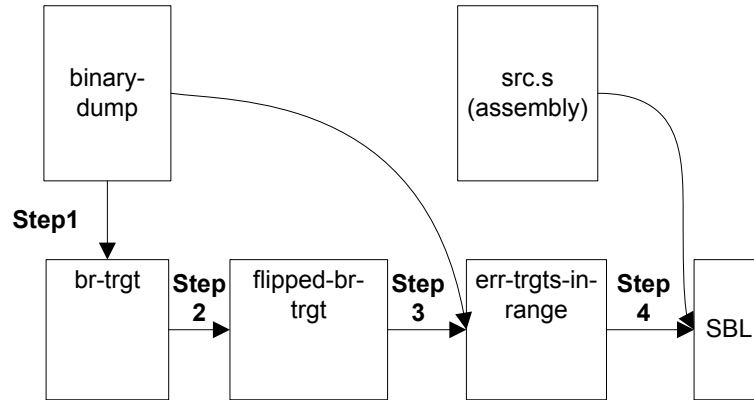 binary-
dump
src.s
(assembly)
Step1
br-trgt
Step
2
flipped-br-
trgt
Step
3
err-trgts-in-
range
Step
4
SBL